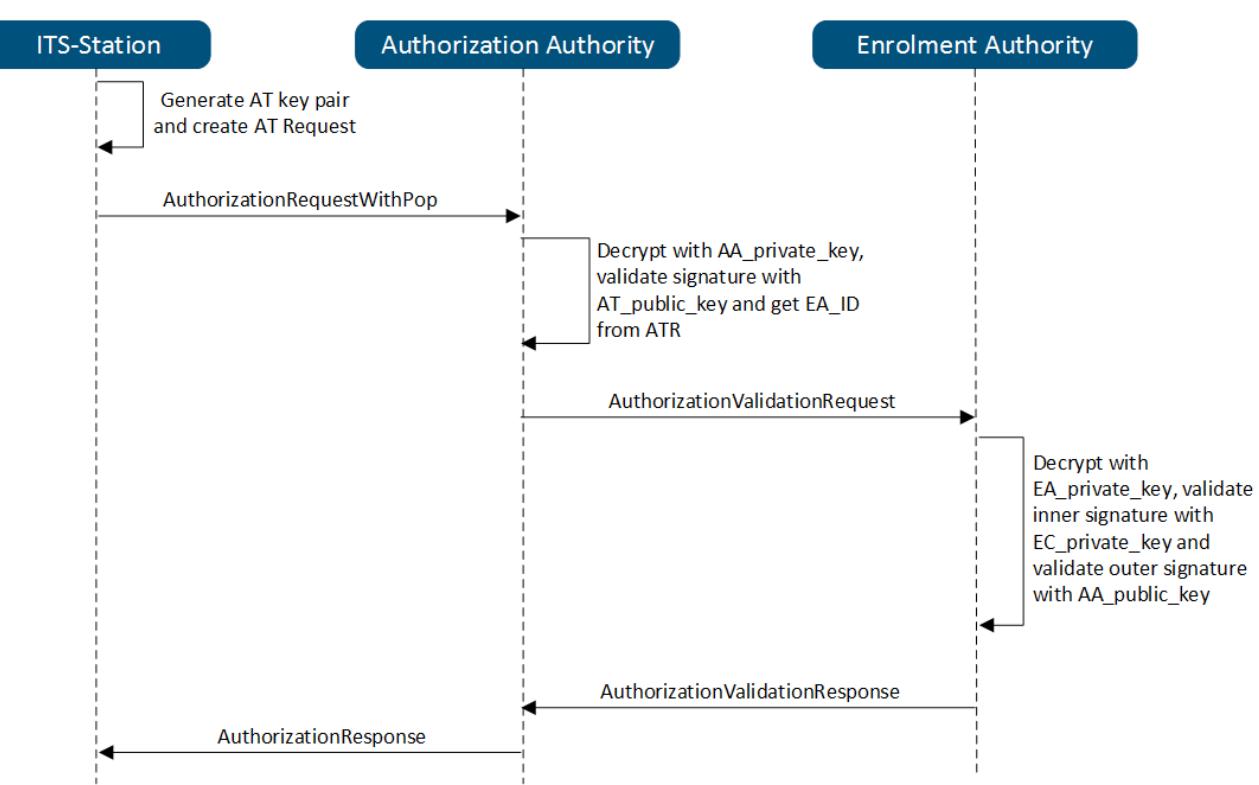 ITS-Station
Authorization Authority
Enrolment Authority
Generate AT key pair
and create AT Request
AuthorizationRequestWithPop
Decrypt with AA_private_key,
validate signature with
AT_public_key and get EA_ID
from ATR
AuthorizationValidationRequest
Decrypt with
EA_private_key, validate
inner signature with
EC_private_key and
validate outer signature
with AA_public_key
AuthorizationValidationResponse
AuthorizationResponse